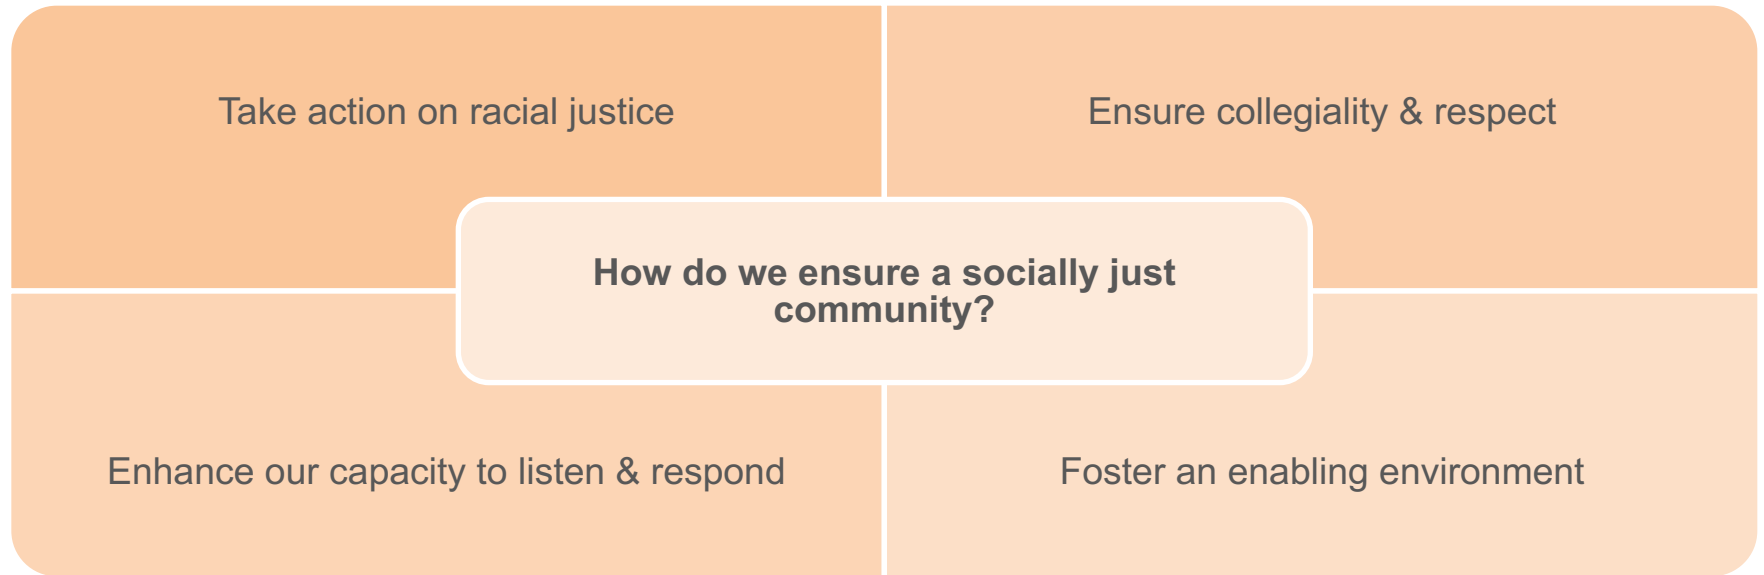 Take action on racial justice
Ensure collegiality & respect
How do we ensure a socially just
community?
Enhance our capacity to listen & respond
Foster an enabling environment